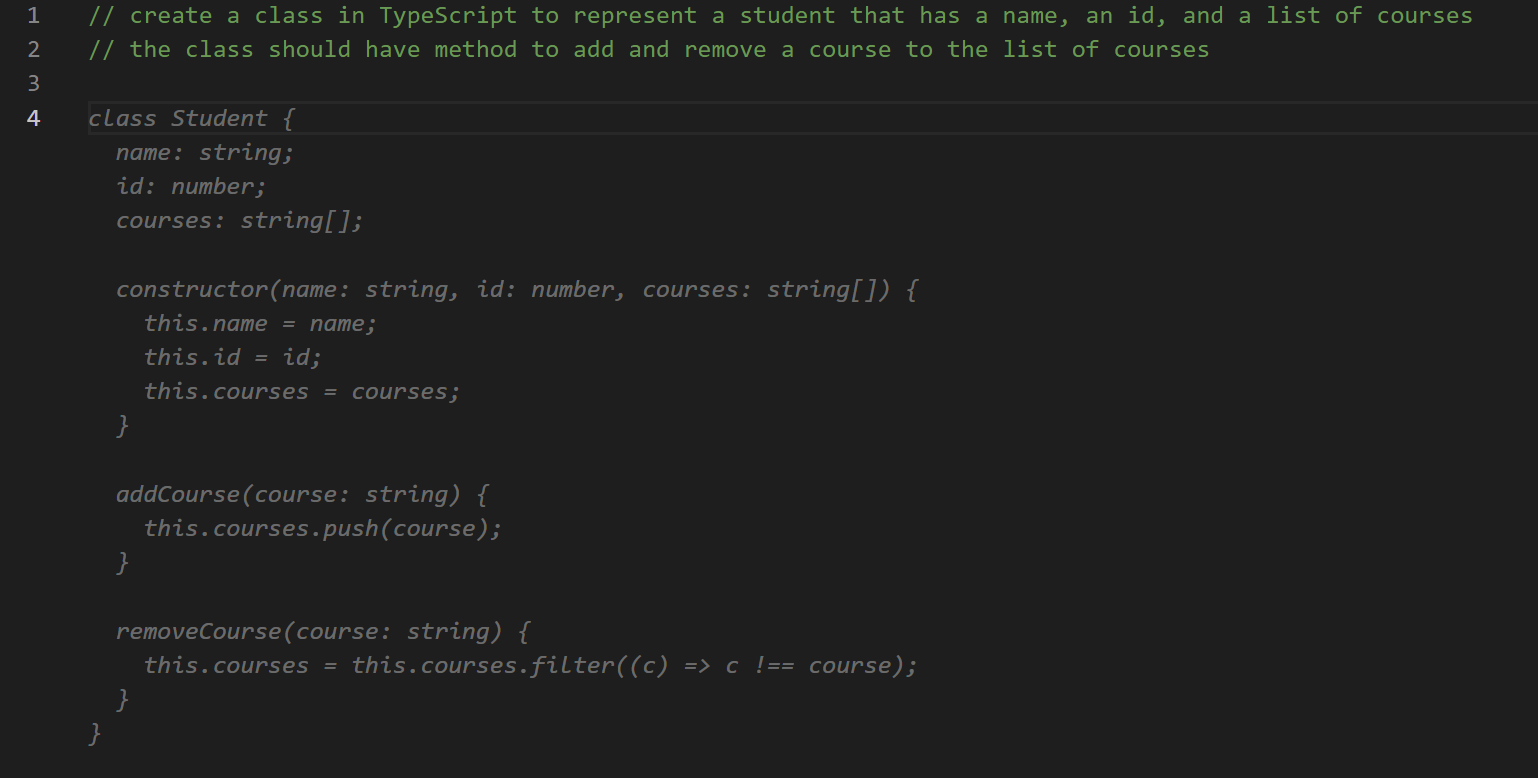 1 // create a class in TypeScript to represent a student that has a name, an id, and a list of courses
2 // the class should have method to add and remove a course to the list of courses
3
4 class Student {
  name: string;
  id: number;
  courses: string[];

  constructor(name: string, id: number, courses: string[]) {
    this.name = name;
    this.id = id;
    this.courses = courses;
  }

  addCourse(course: string) {
    this.courses.push(course);
  }

  removeCourse(course: string) {
    this.courses = this.courses.filter((c) => c !== course);
  }
}